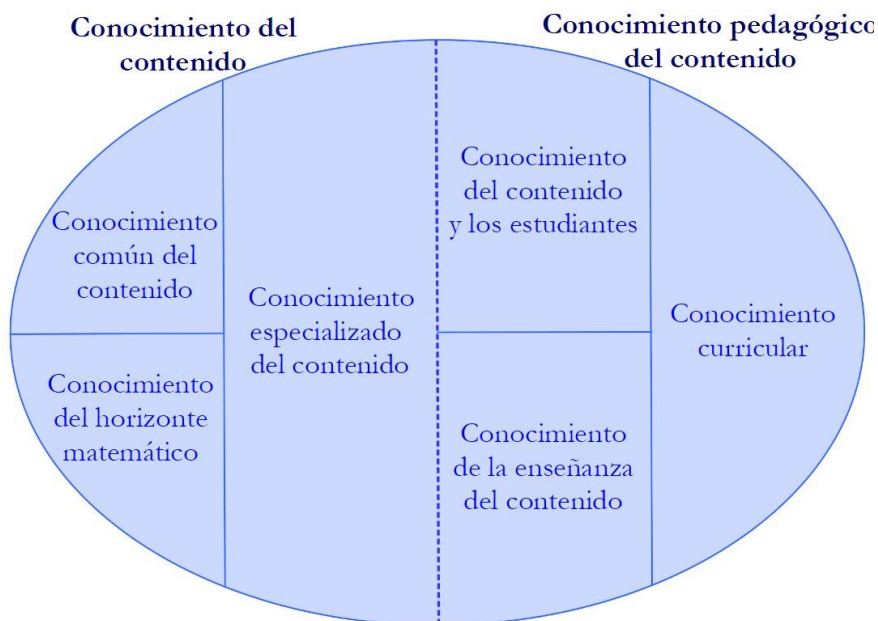 Conocimiento del
contenido
Conocimiento pedagógico
del contenido
Conocimiento
común del
contenido
Conocimiento
del horizonte
matemático
Conocimiento
especializado
del contenido
Conocimiento
del contenido
y los estudiantes
Conocimiento
de la enseñanza
del contenido
Conocimiento
curricular